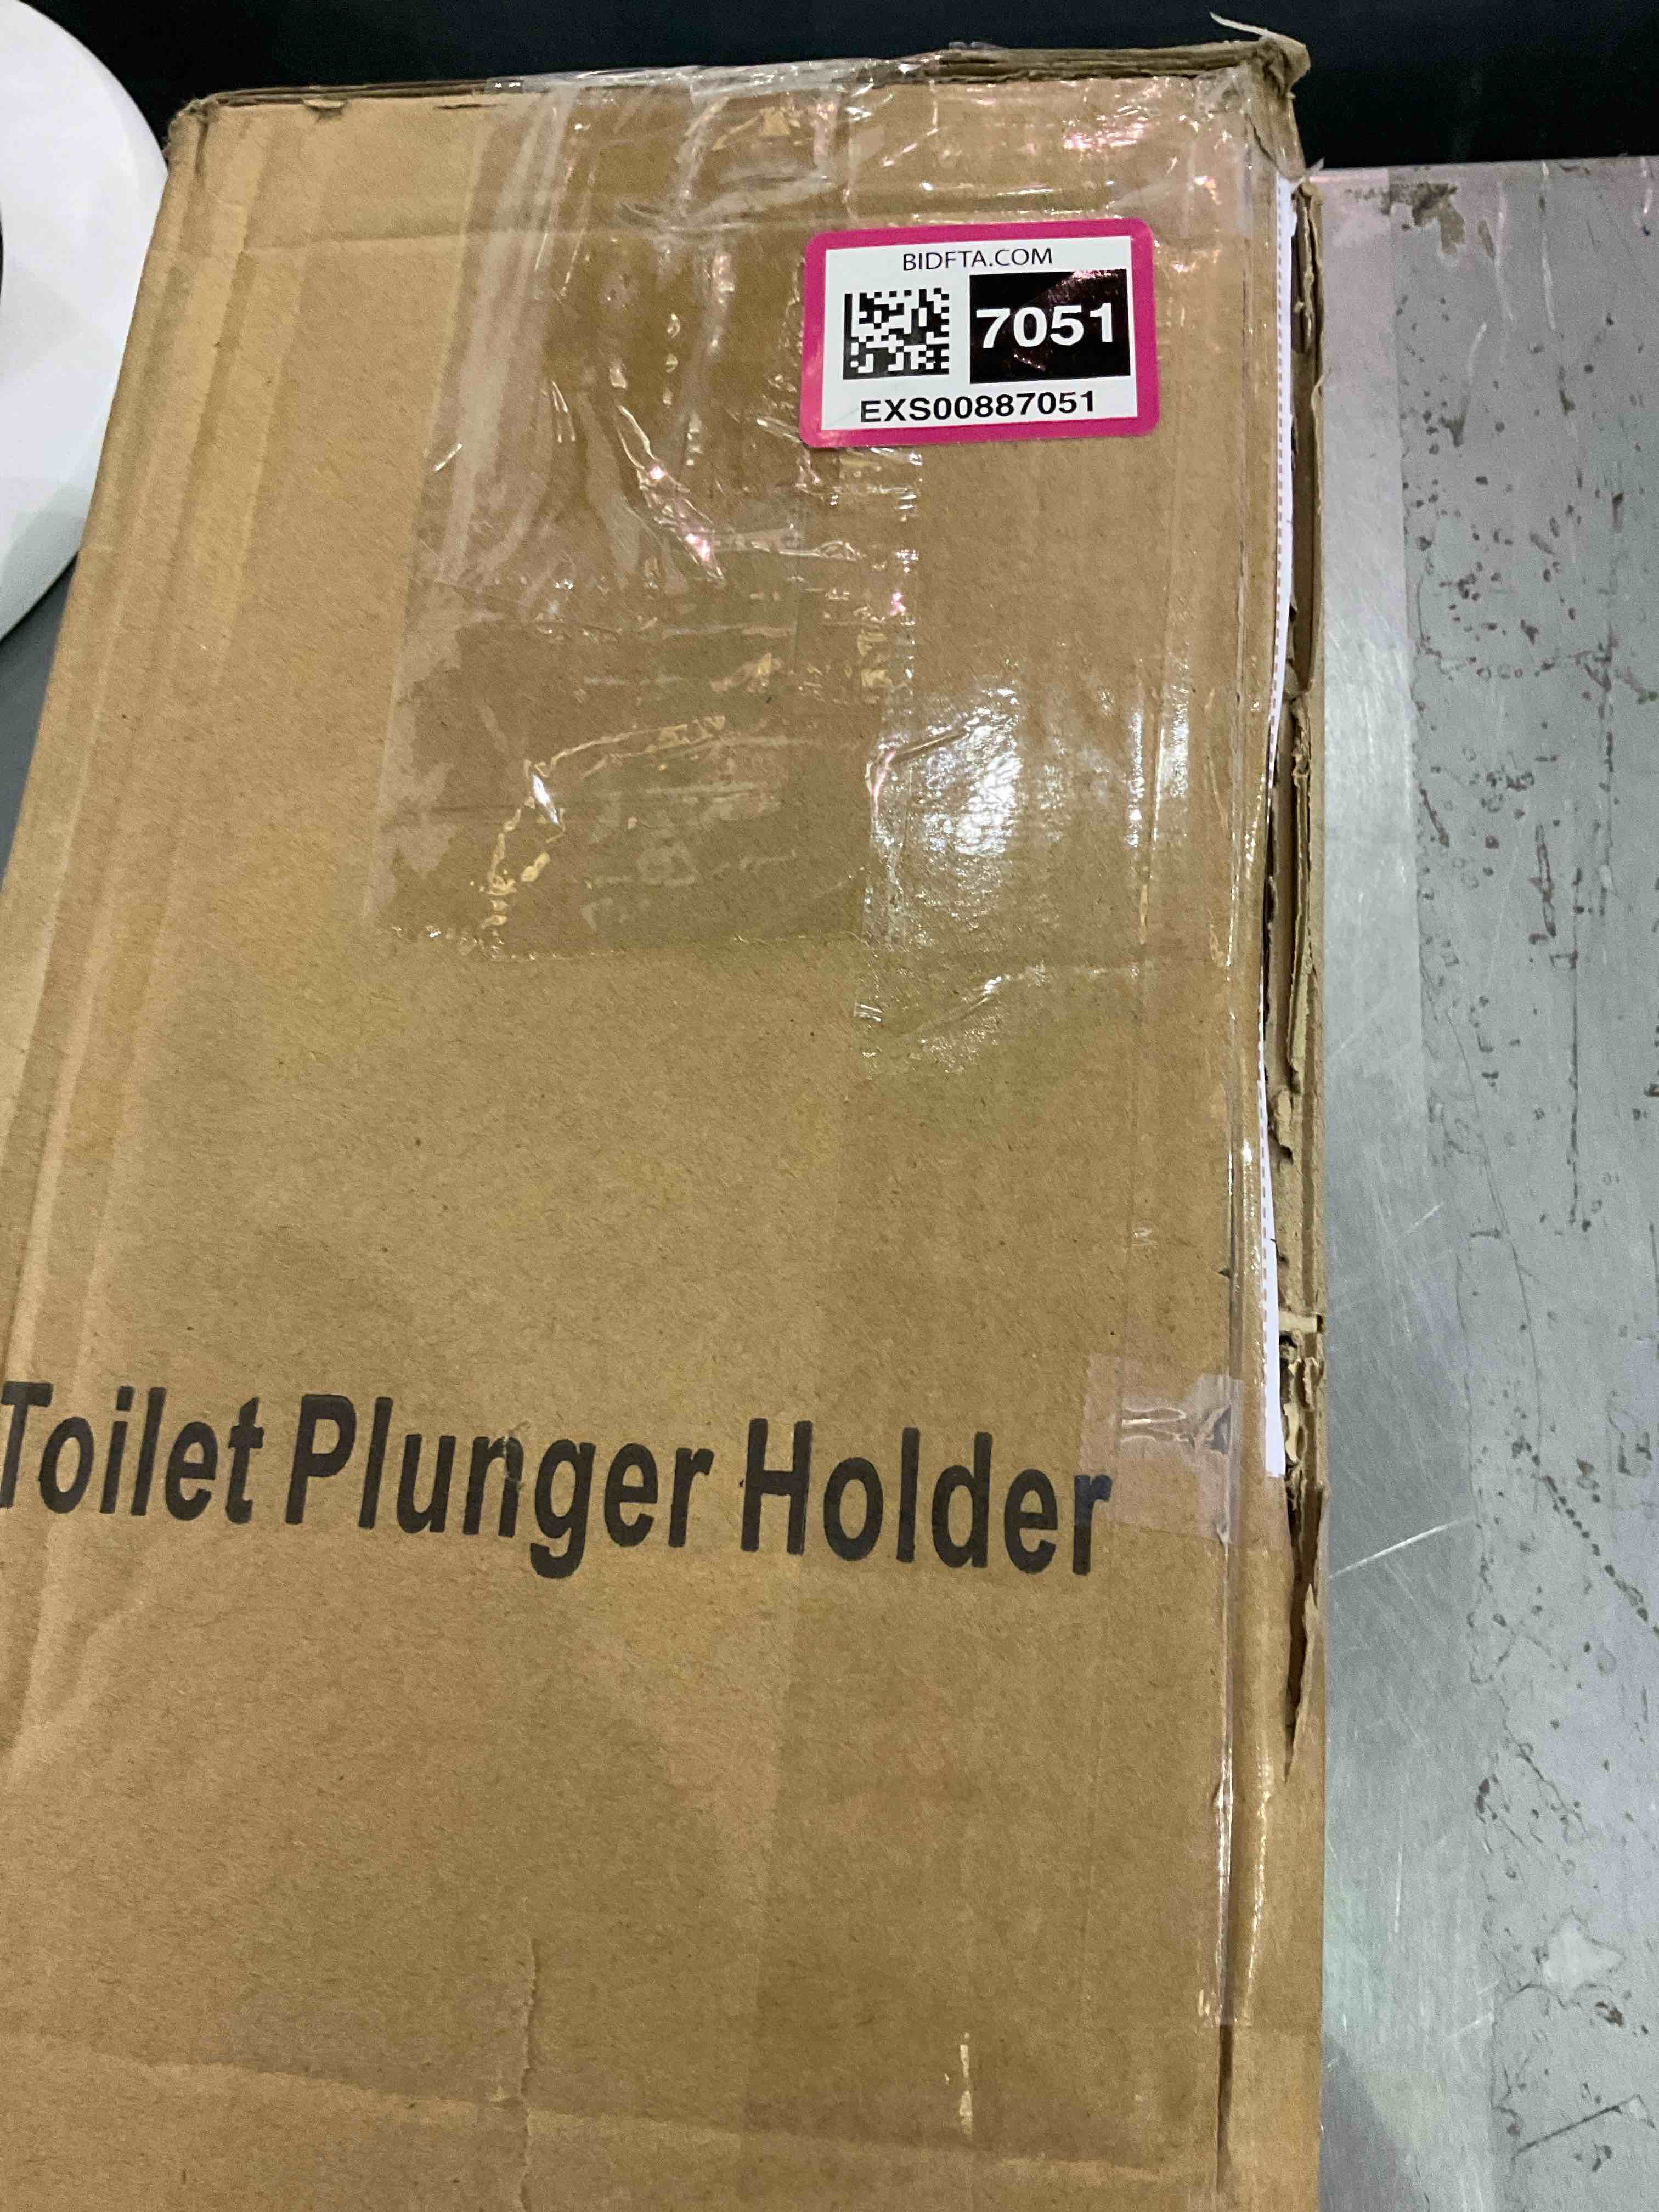 BIDFTA.COM
7051
EXS00887051
Toilet Plunger Holder